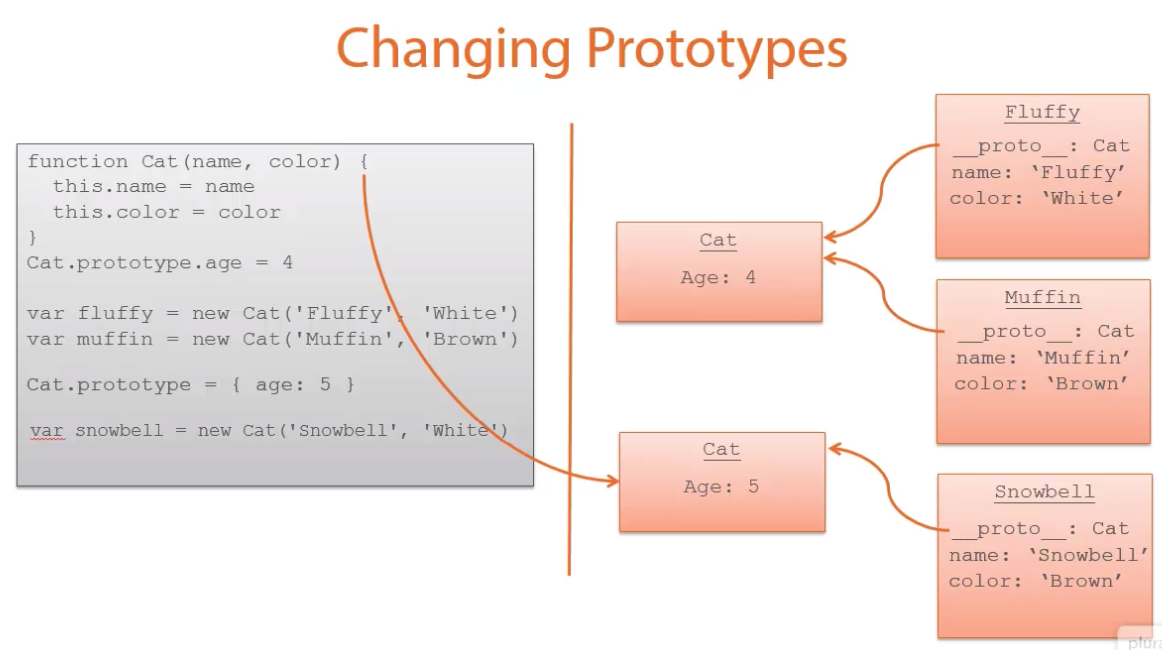 Changing Prototypes
function Cat(name, color) {
this.name = name
this.color = color
}
Cat.prototype.age = 4
var fluffy = new Cat('Fluffy', 'White')
var muffin = new Cat('Muffin', 'Brown')
Cat.prototype = { age: 5 }
var snowbell = new Cat('Snowbell', 'White')
Cat
Age: 4
Cat
Age: 5
Fluffy
__proto__: Cat
name: ‘Fluffy’
color: ‘White’
Muffin
__proto__: Cat
name: ‘Muffin’
color: ‘Brown’
Snowbell
__proto__: Cat
name: ‘Snowbell’
color: ‘Brown’